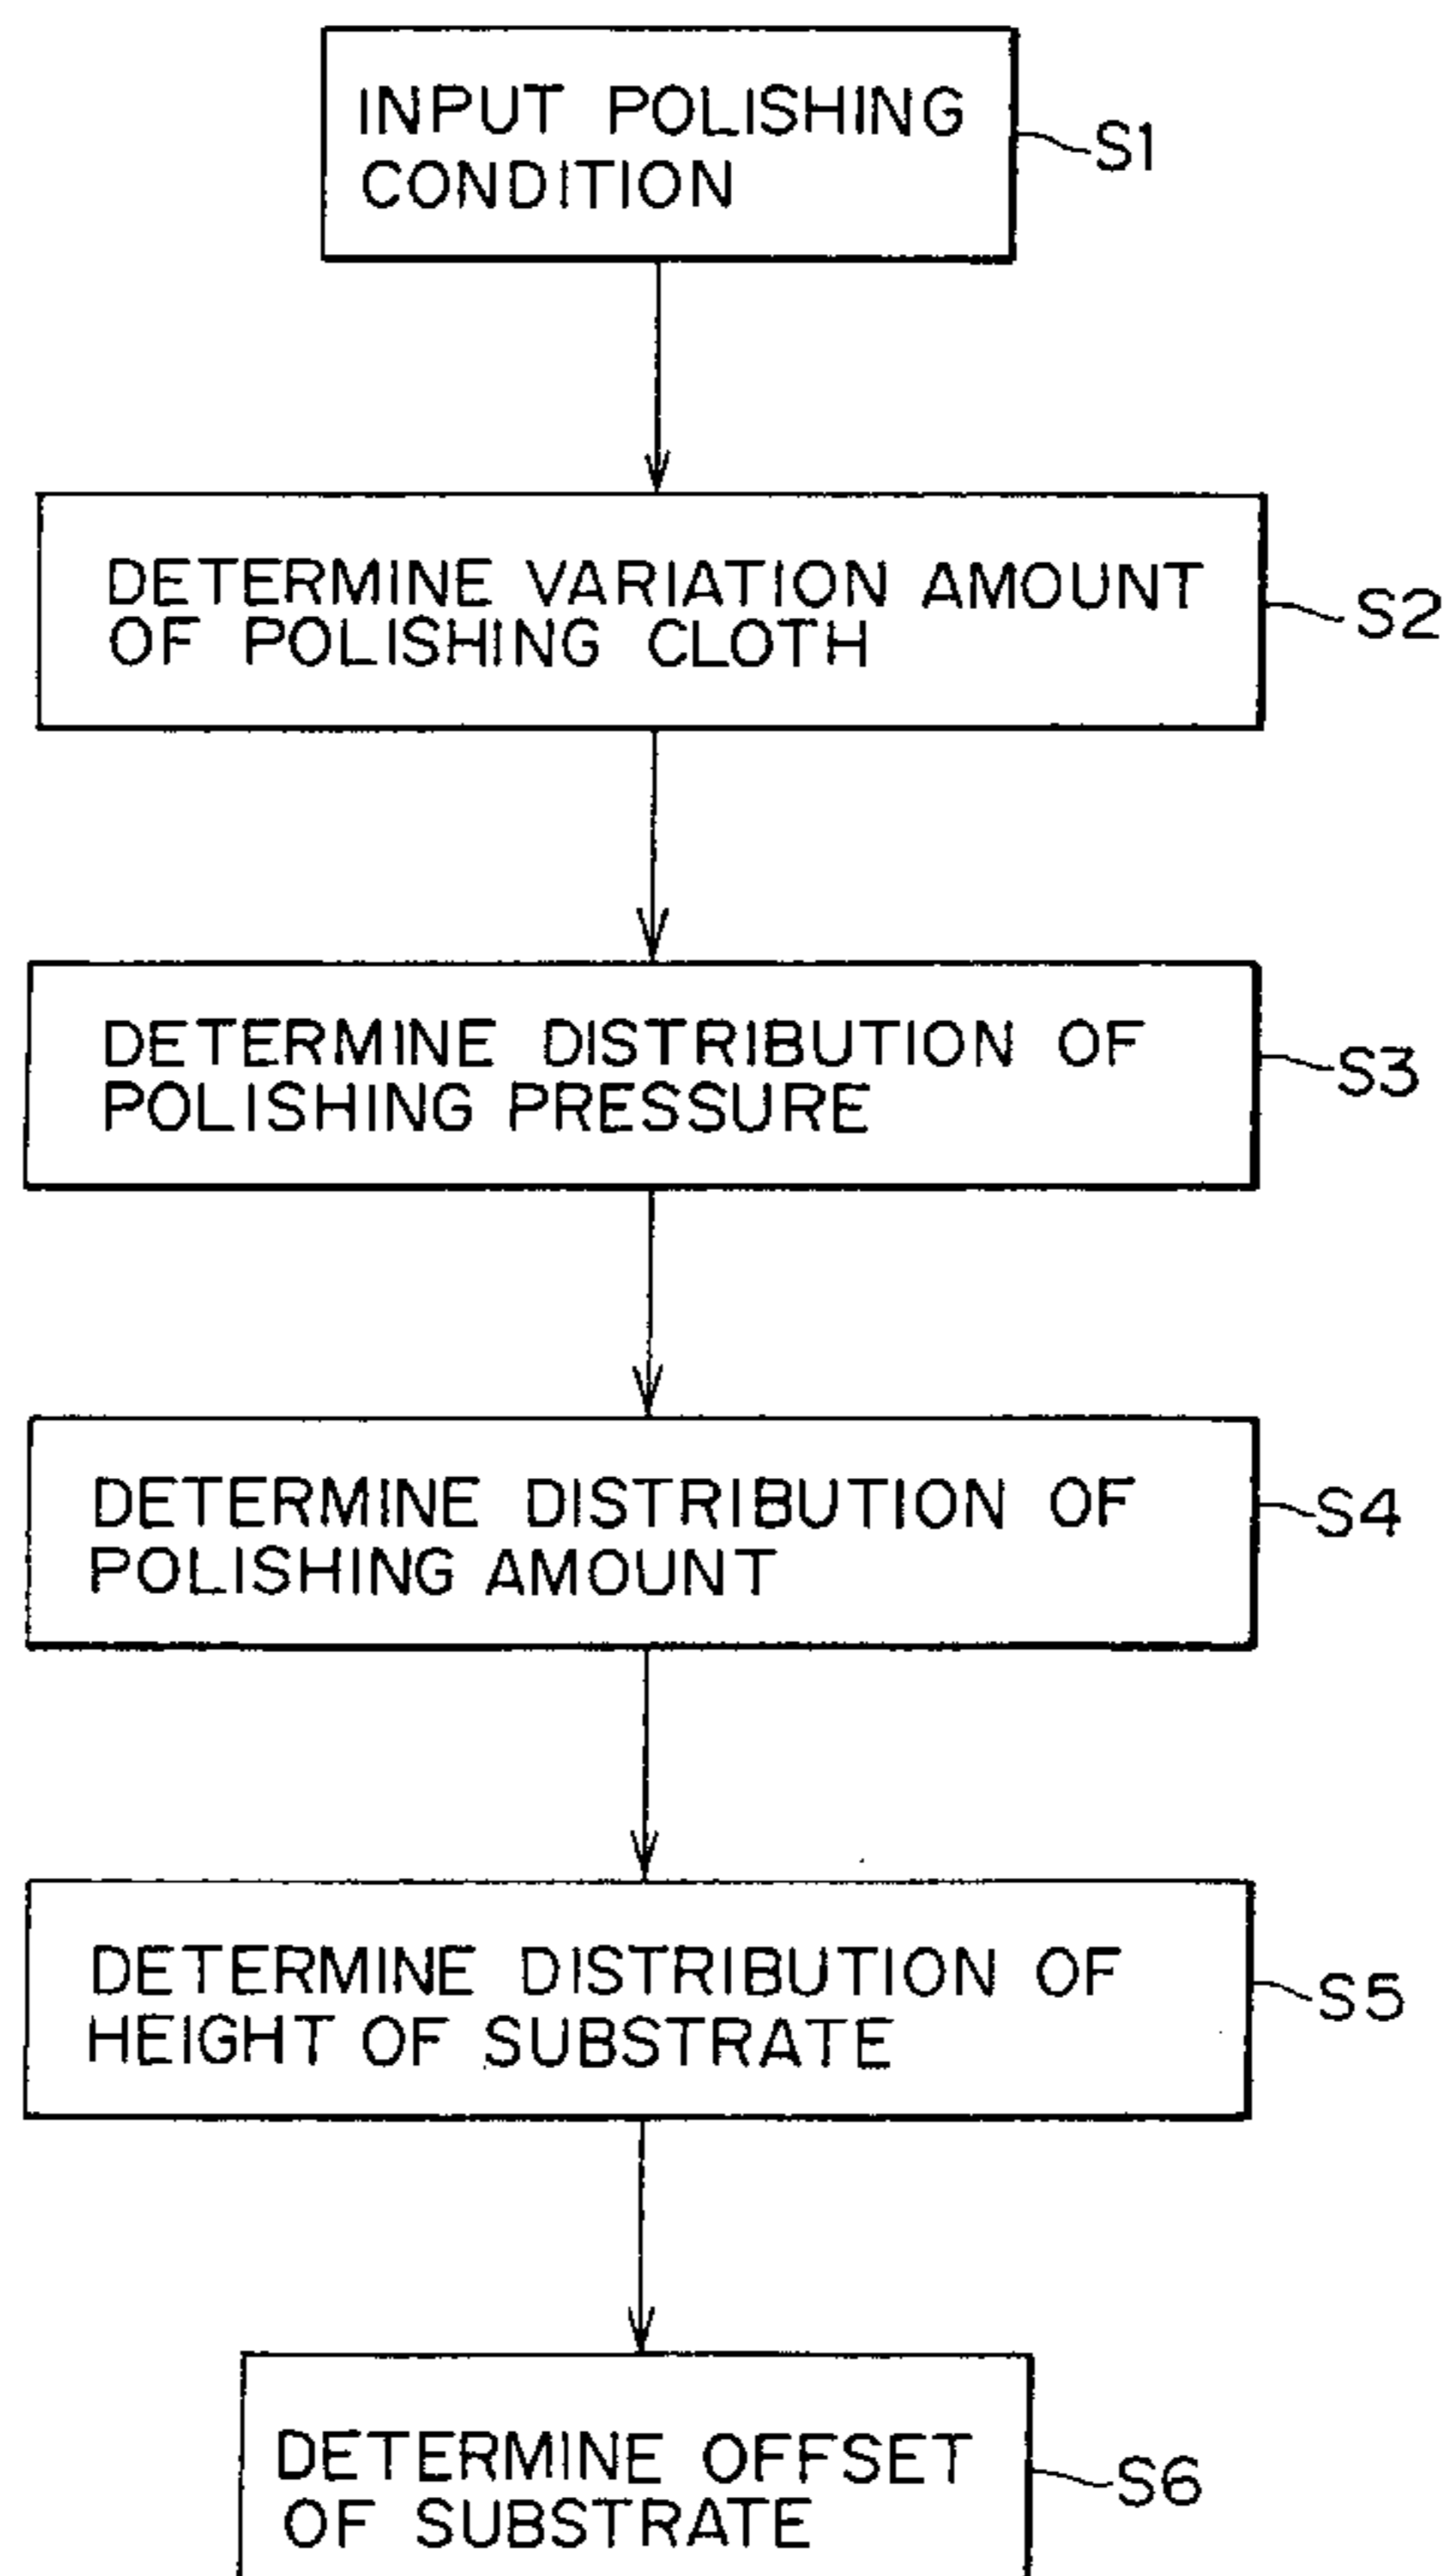 INPUT POLISHING
CONDITION
S1
DETERMINE VARIATION AMOUNT
OF POLISHING CLOTH
S2
DETERMINE DISTRIBUTION OF
POLISHING PRESSURE
S3
DETERMINE DISTRIBUTION OF
POLISHING AMOUNT
S4
DETERMINE DISTRIBUTION OF
HEIGHT OF SUBSTRATE
S5
DETERMINE OFFSET
OF SUBSTRATE
S6